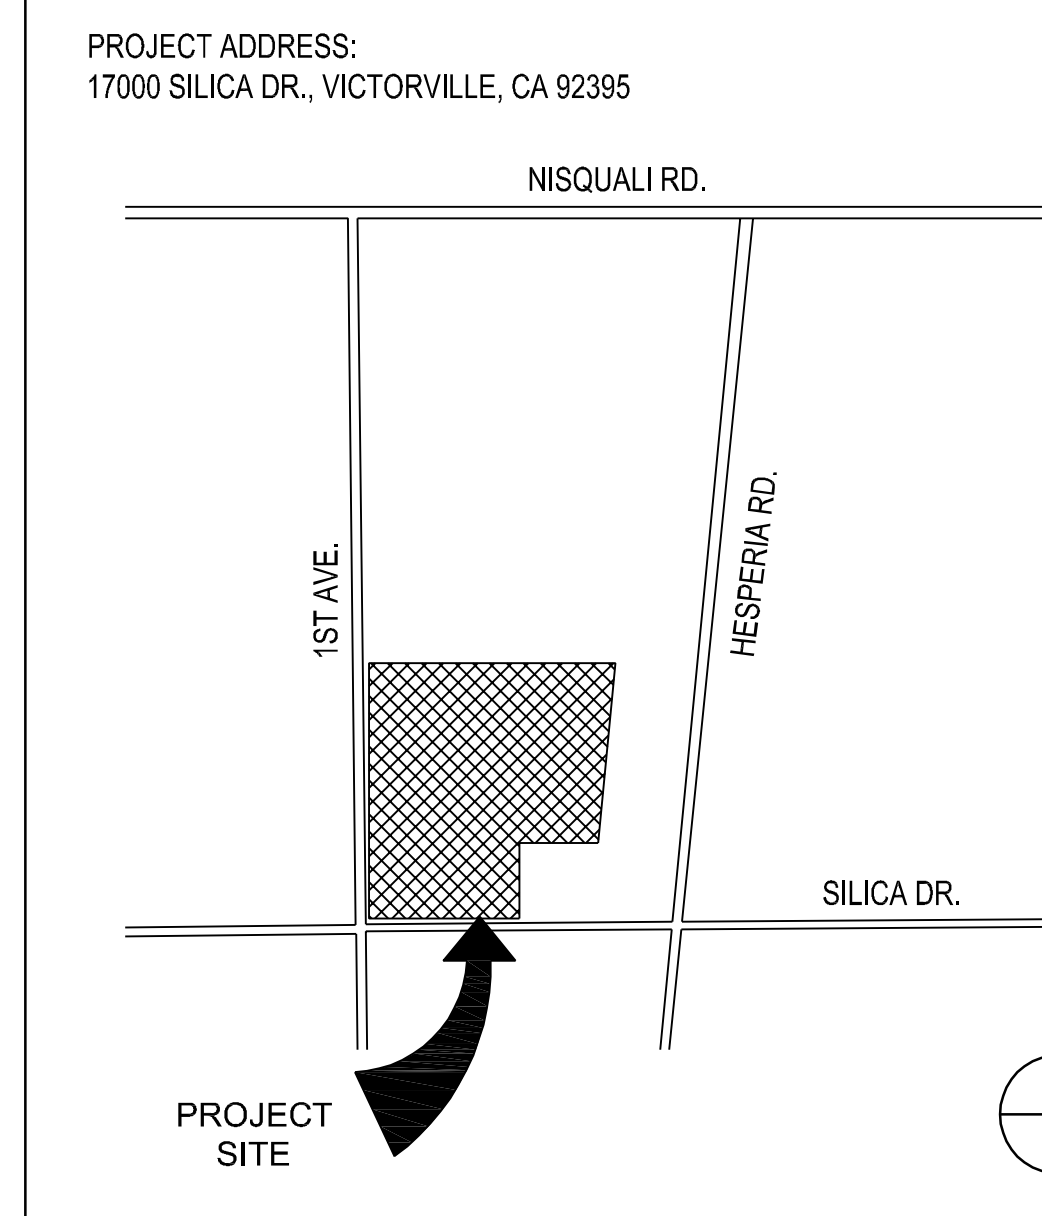 PROJECT ADDRESS:
17000 SILICA DR., VICTORVILLE, CA 92395
NISQUALI RD.
HESPERIA RD.
1ST AVE.
SILICA DR.
PROJECT
SITE